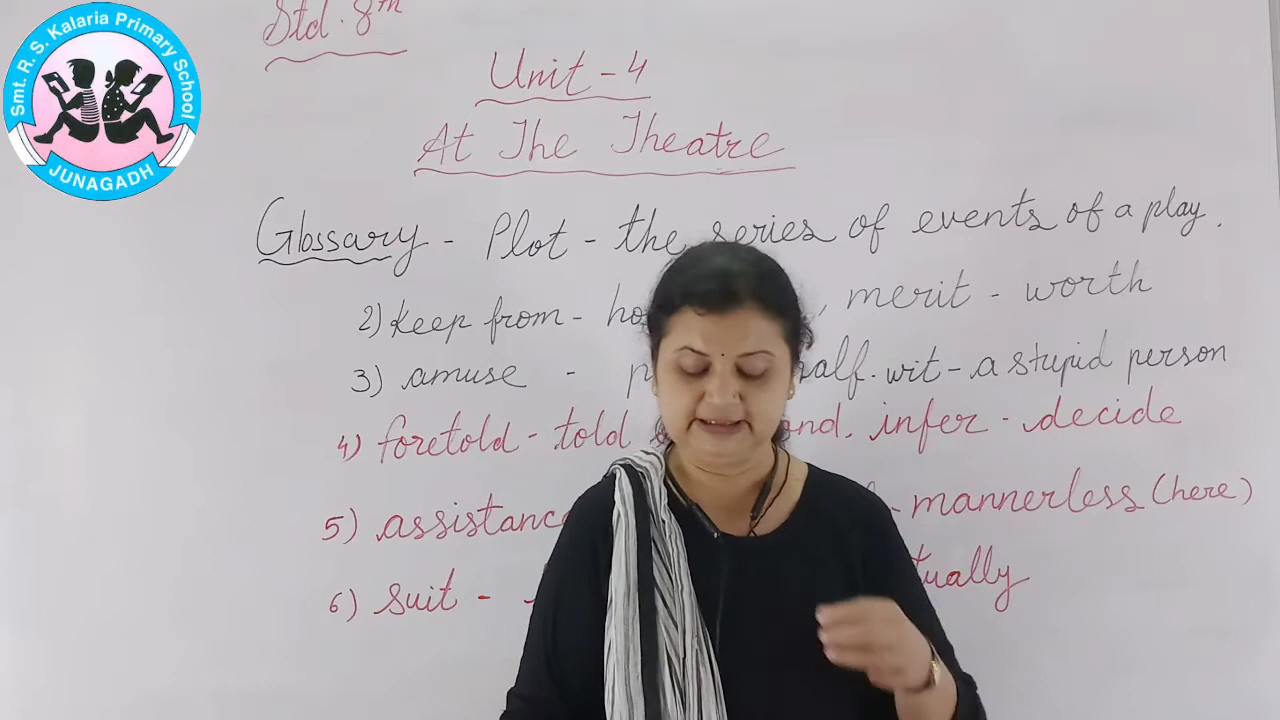 Smt. R. S. Kalaria Primary School
JUNAGADH
Std. 8th
Unit - 4
At The Theatre
Glossary - Plot - the series of events of a play.
2) Keep from - merit - worth
3) amuse - half-wit - a stupid person
4) foretold - told infer - decide
5) mannerless (here)
6) suit -